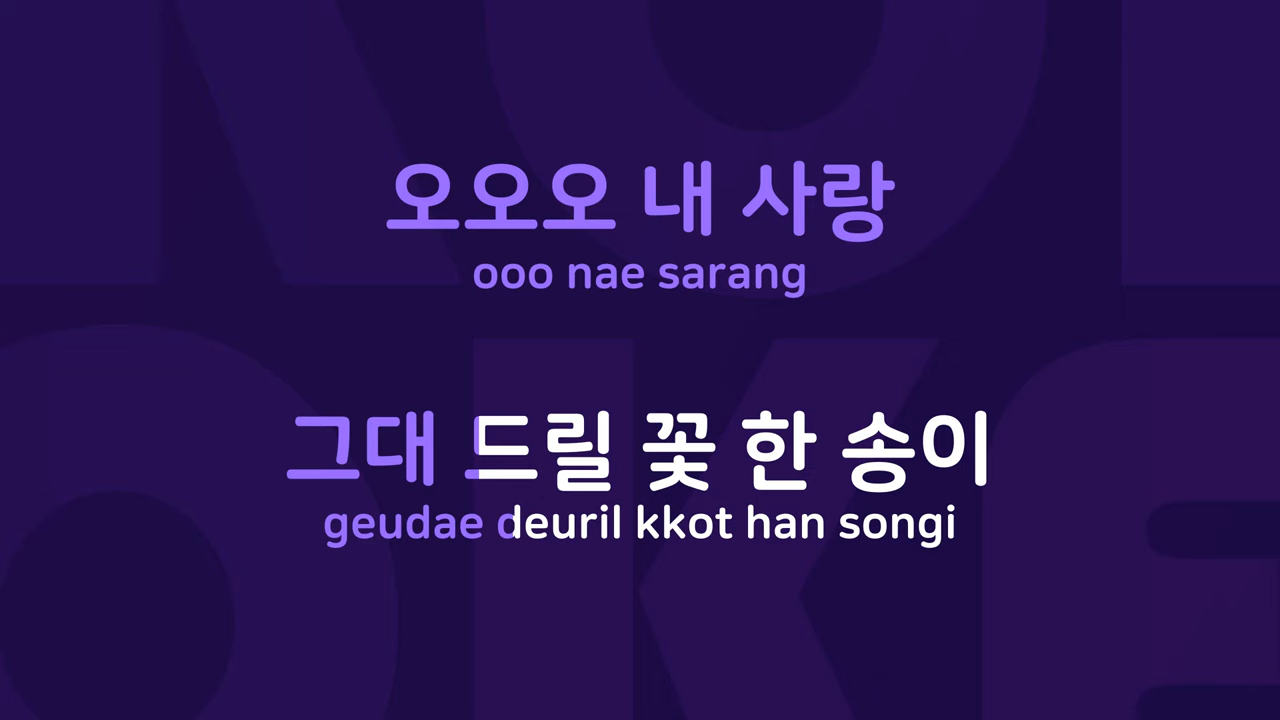 오오오 내 사랑
ooo nae sarang
그대 드릴 꽃 한 송이
geudae deuril kkot han songi